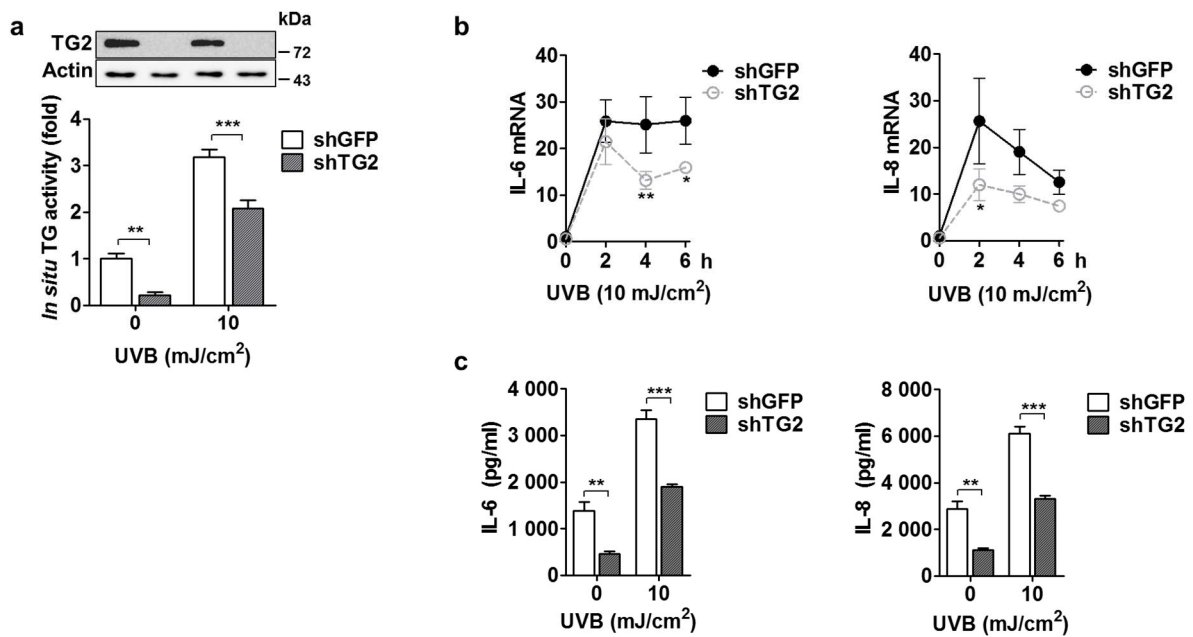 a
kDa
TG2
72
Actin
43
In situ TG activity (fold)
4
3
2
1
0
***
**
shGFP
shTG2
0 10
UVB (mJ/cm²)
b
IL-6 mRNA
40
30
20
10
0
shGFP
shTG2
**
*
0 2 4 6 h
UVB (10 mJ/cm²)
IL-8 mRNA
40
30
20
10
0
shGFP
shTG2
*
0 2 4 6 h
UVB (10 mJ/cm²)
c
IL-6 (pg/ml)
4 000
3 000
2 000
1 000
0
***
**
shGFP
shTG2
0 10
UVB (mJ/cm²)
IL-8 (pg/ml)
8 000
6 000
4 000
2 000
0
***
**
shGFP
shTG2
0 10
UVB (mJ/cm²)